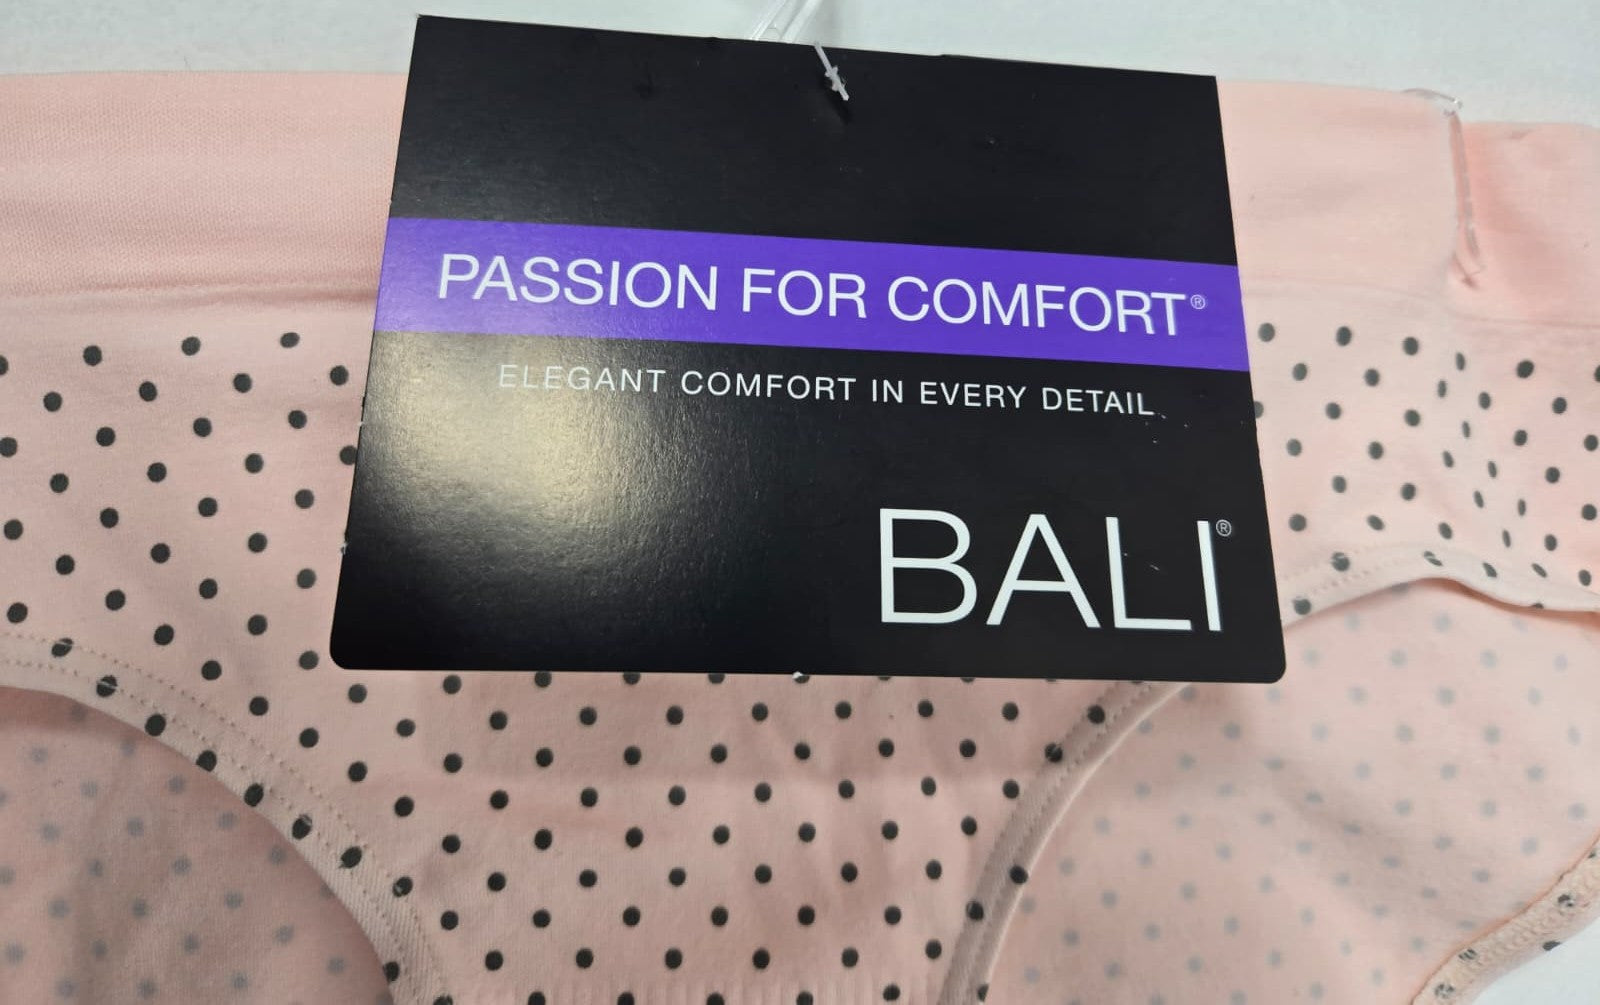 PASSION FOR COMFORT®
ELEGANT COMFORT IN EVERY DETAIL
BALI®